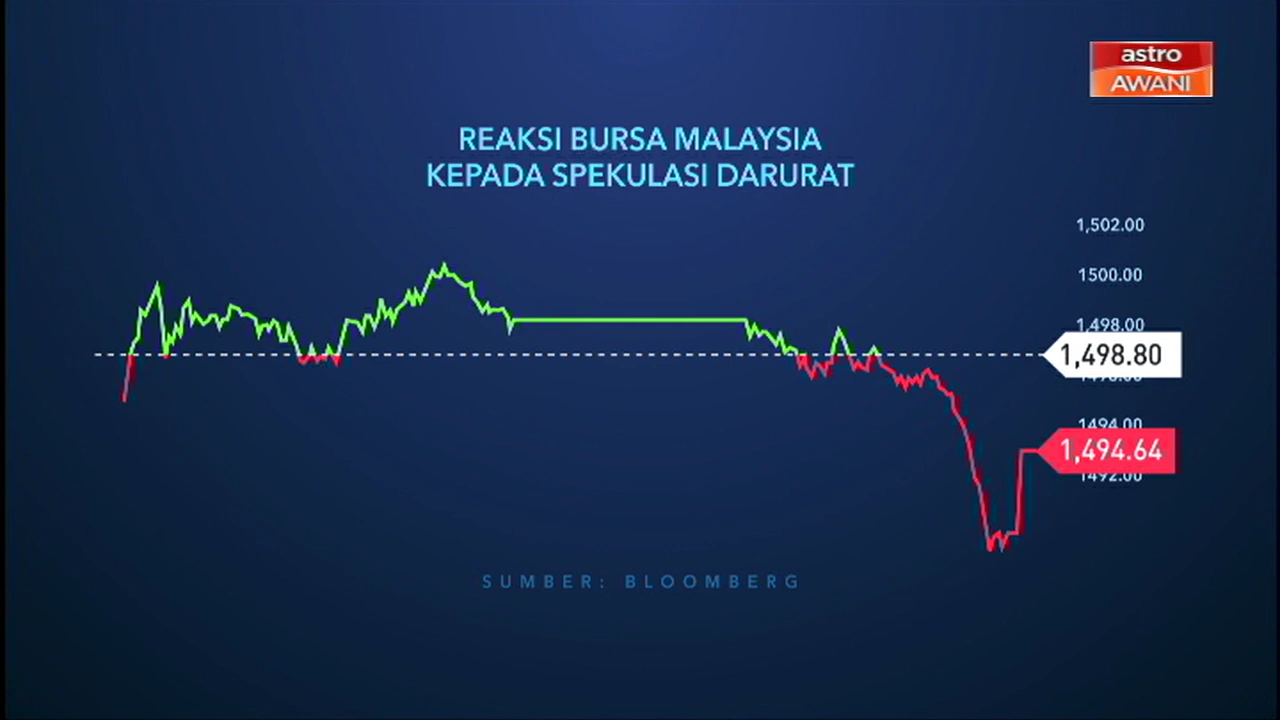 astro
AWANI
REAKSI BURSA MALAYSIA
KEPADA SPEKULASI DARURAT
1,502.00
1500.00
1,498.00
1,498.80
1494.00
1,494.64
1492.00
SUMBER: BLOOMBERG